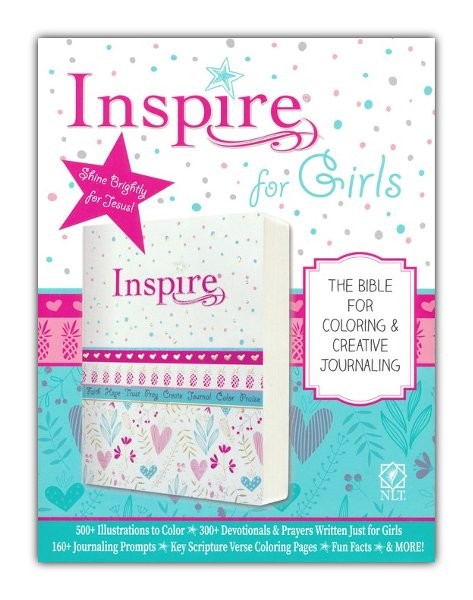 Inspire®
for Girls
Shine Brightly
for Jesus!
Inspire
THE BIBLE
FOR
COLORING &
CREATIVE
JOURNALING
Faith Hope Trust Pray Create Journal Color Praise
NLT.
500+ Illustrations to Color ★ 300+ Devotionals & Prayers Written Just for Girls
160+ Journaling Prompts ★ Key Scripture Verse Coloring Pages ★ Fun Facts ★ & MORE!